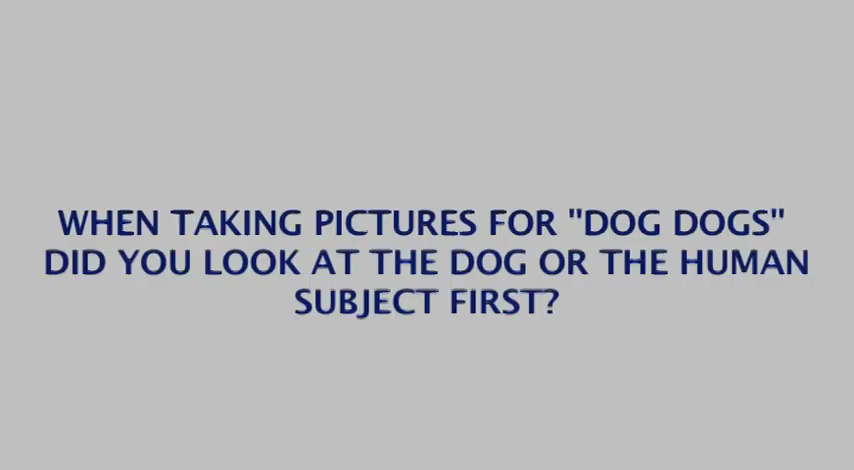 WHEN TAKING PICTURES FOR "DOG DOGS"
DID YOU LOOK AT THE DOG OR THE HUMAN
SUBJECT FIRST?